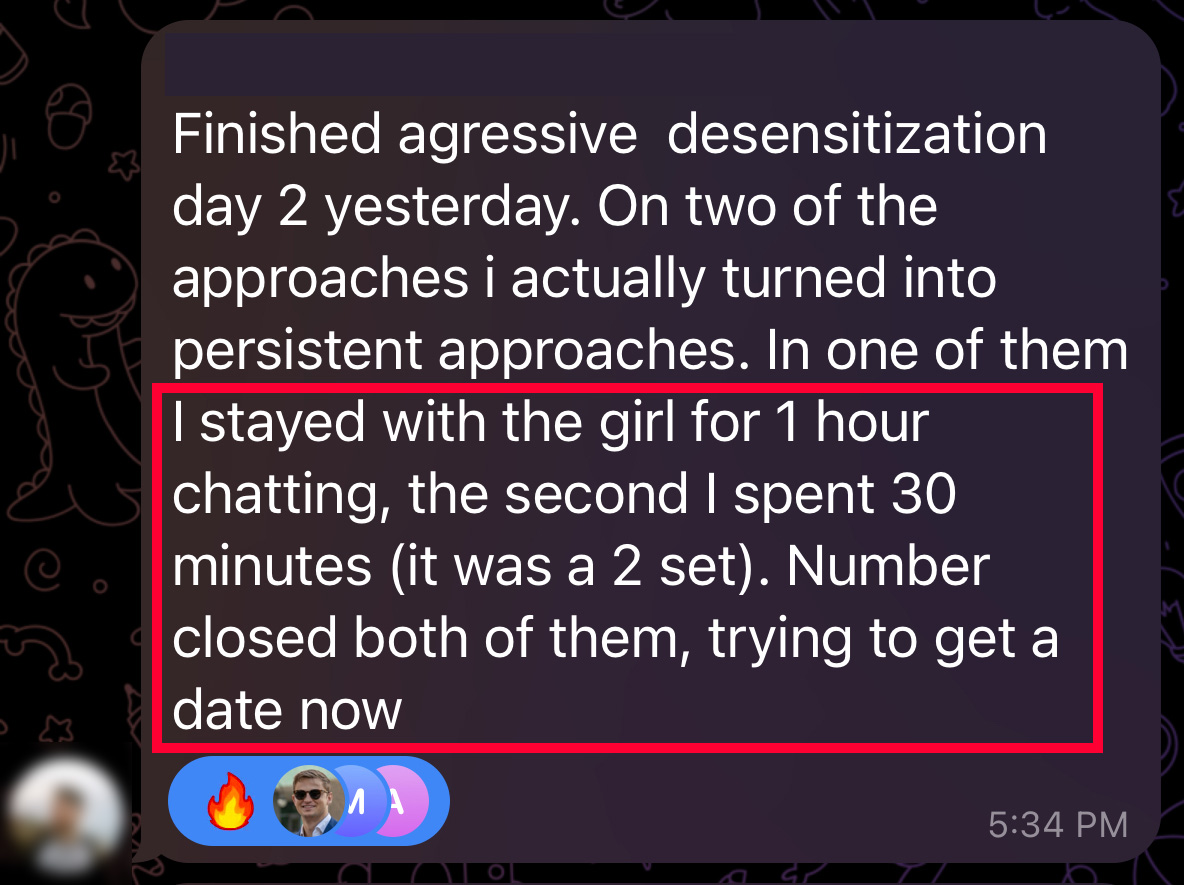 Finished agressive  desensitization
day 2 yesterday. On two of the
approaches i actually turned into
persistent approaches. In one of them
I stayed with the girl for 1 hour
chatting, the second I spent 30
minutes (it was a 2 set). Number
closed both of them, trying to get a
date now
M A
5:34 PM